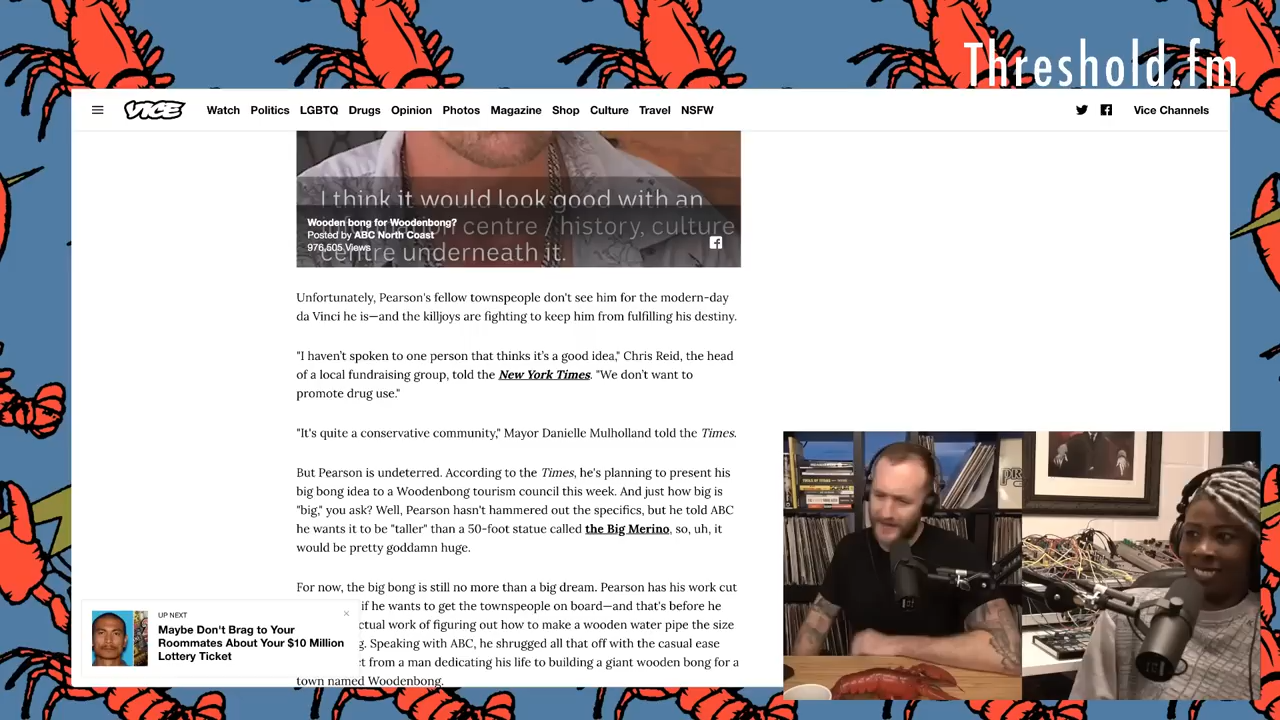 Threshold.fm
VICE
Watch Politics LGBTQ Drugs Opinion Photos Magazine Shop Culture Travel NSFW
Vice Channels
I think it would look good with an
information centre / history, culture
centre underneath it.
Wooden bong for Woodenbong?
Posted by ABC North Coast
976,505 Views
Unfortunately, Pearson's fellow townspeople don't see him for the modern-day
da Vinci he is—and the killjoys are fighting to keep him from fulfilling his destiny.
"I haven't spoken to one person that thinks it's a good idea," Chris Reid, the head
of a local fundraising group, told the New York Times. "We don't want to
promote drug use."
"It's quite a conservative community," Mayor Danielle Mulholland told the Times.
But Pearson is undeterred. According to the Times, he's planning to present his
big bong idea to a Woodenbong tourism council this week. And just how big is
"big," you ask? Well, Pearson hasn't hammered out the specifics, but he told ABC
he wants it to be "taller" than a 50-foot statue called the Big Merino, so, uh, it
would be pretty goddamn huge.
For now, the big bong is still no more than a big dream. Pearson has his work cut
if he wants to get the townspeople on board—and that's before he
ctual work of figuring out how to make a wooden water pipe the size
g. Speaking with ABC, he shrugged all that off with the casual ease
t from a man dedicating his life to building a giant wooden bong for a
town named Woodenbong.
UP NEXT
Maybe Don't Brag to Your
Roommates About Your $10 Million
Lottery Ticket